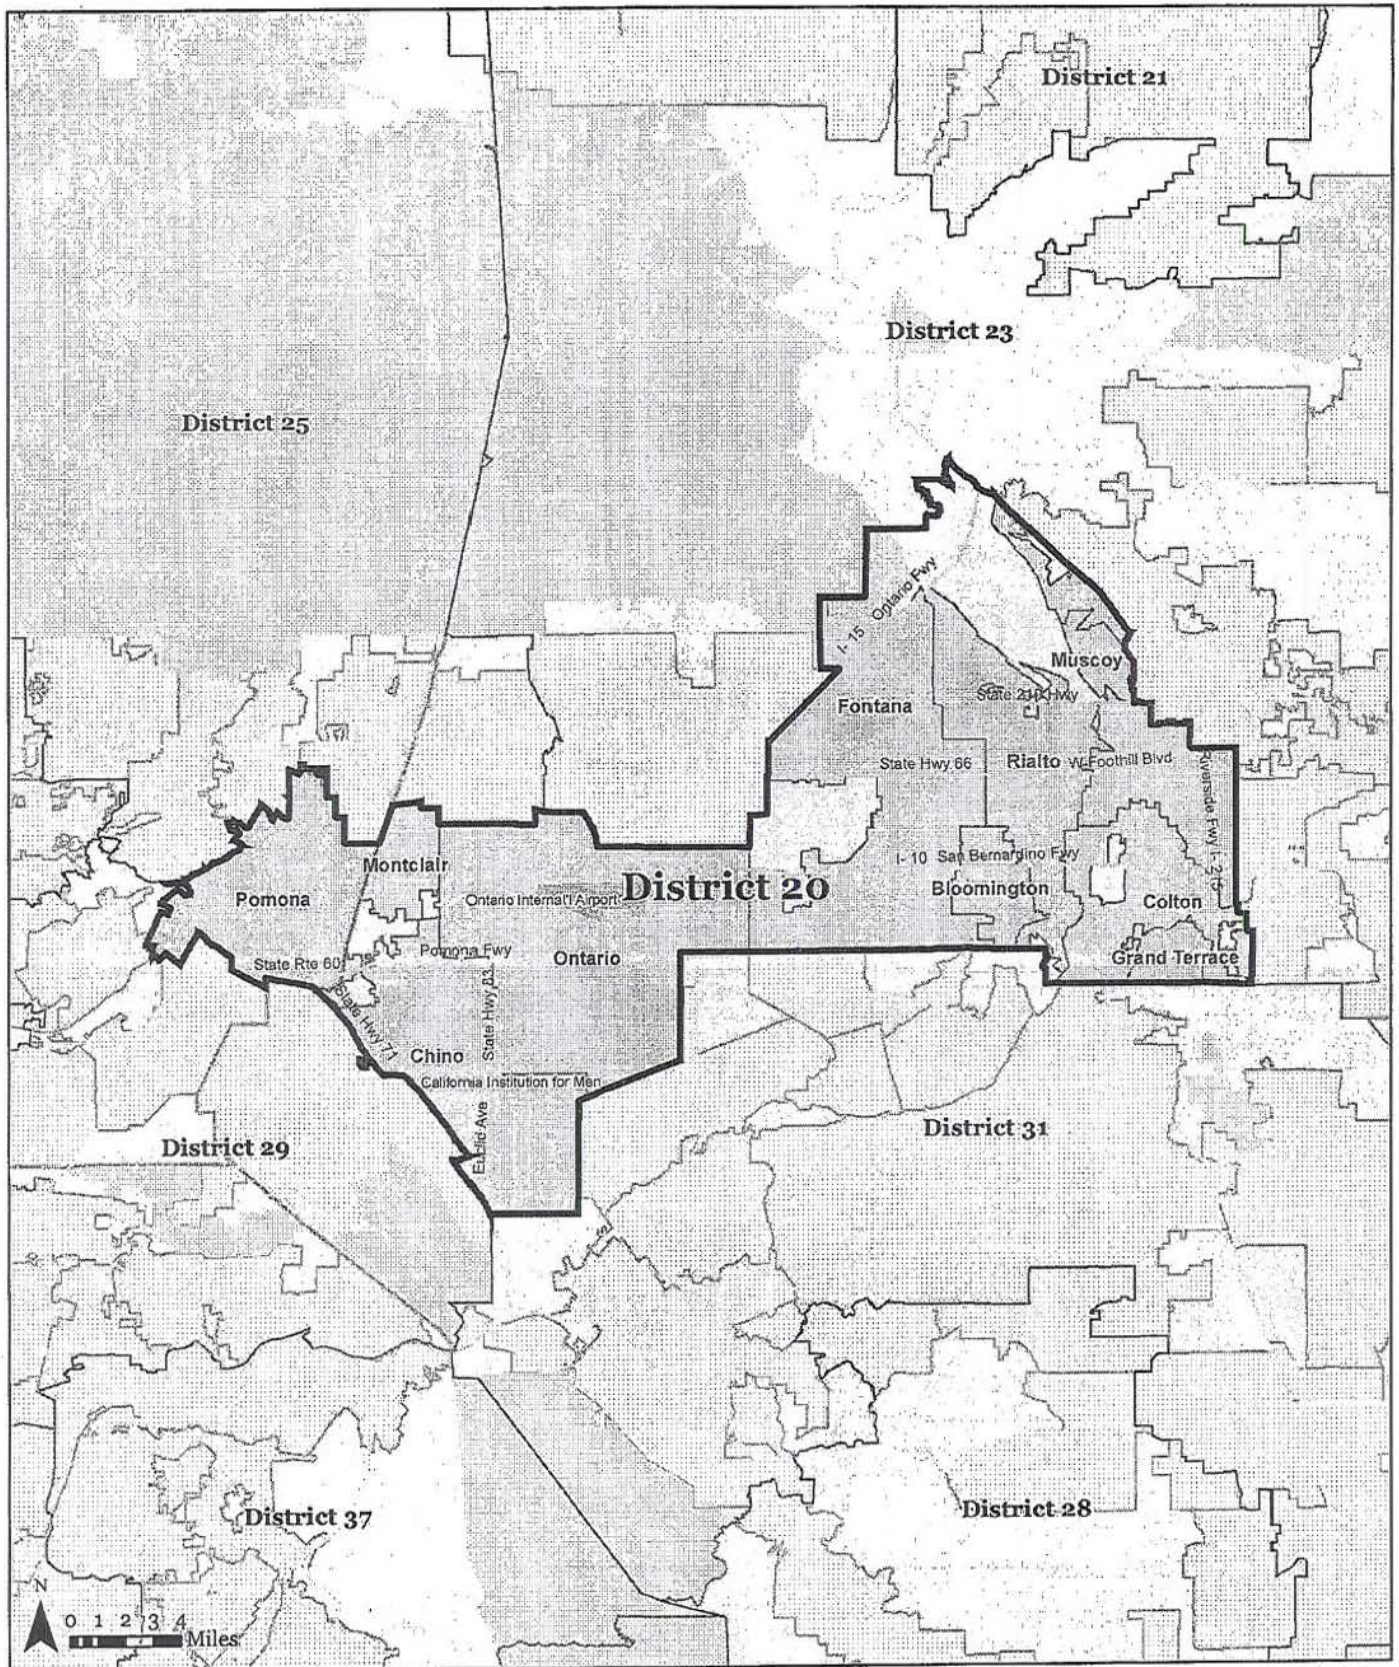 District 21
District 23
District 25
I- 15 Ontario Fwy
Muscoy
State 210 Hwy
Fontana
State Hwy 66
Rialto
W Foothill Blvd
Riverside Fwy I- 215
Montclair
I- 10 San Bernardino Fwy
District 20
Bloomington
Pomona
Ontario Internat'l Airport
Colton
Pomona Fwy
Ontario
Grand Terrace
State Rte 60
State Hwy 83
State Hwy 71
Chino
California Institution for Men
Euclid Ave
District 29
District 31
District 37
District 28
N
0 1 2 3 4
Miles